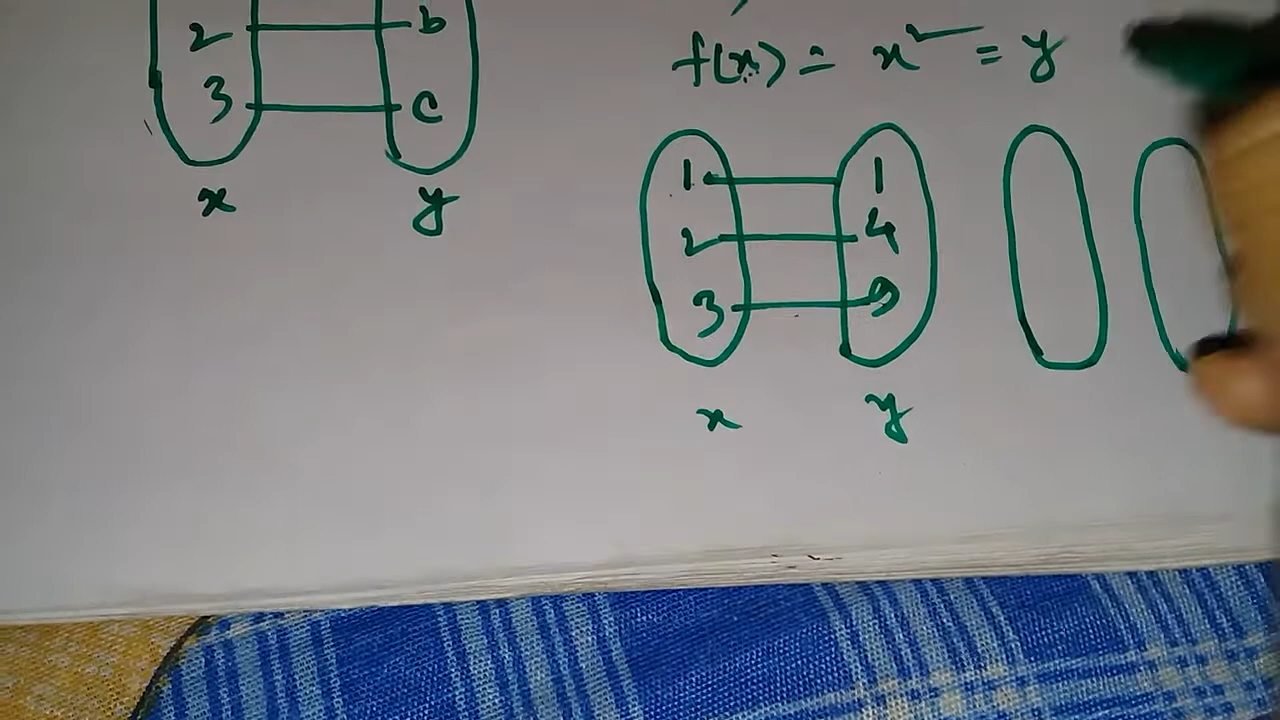 2 b
3 c
x y
f(x) = x² = y
1 1
2 4
3 9
x y